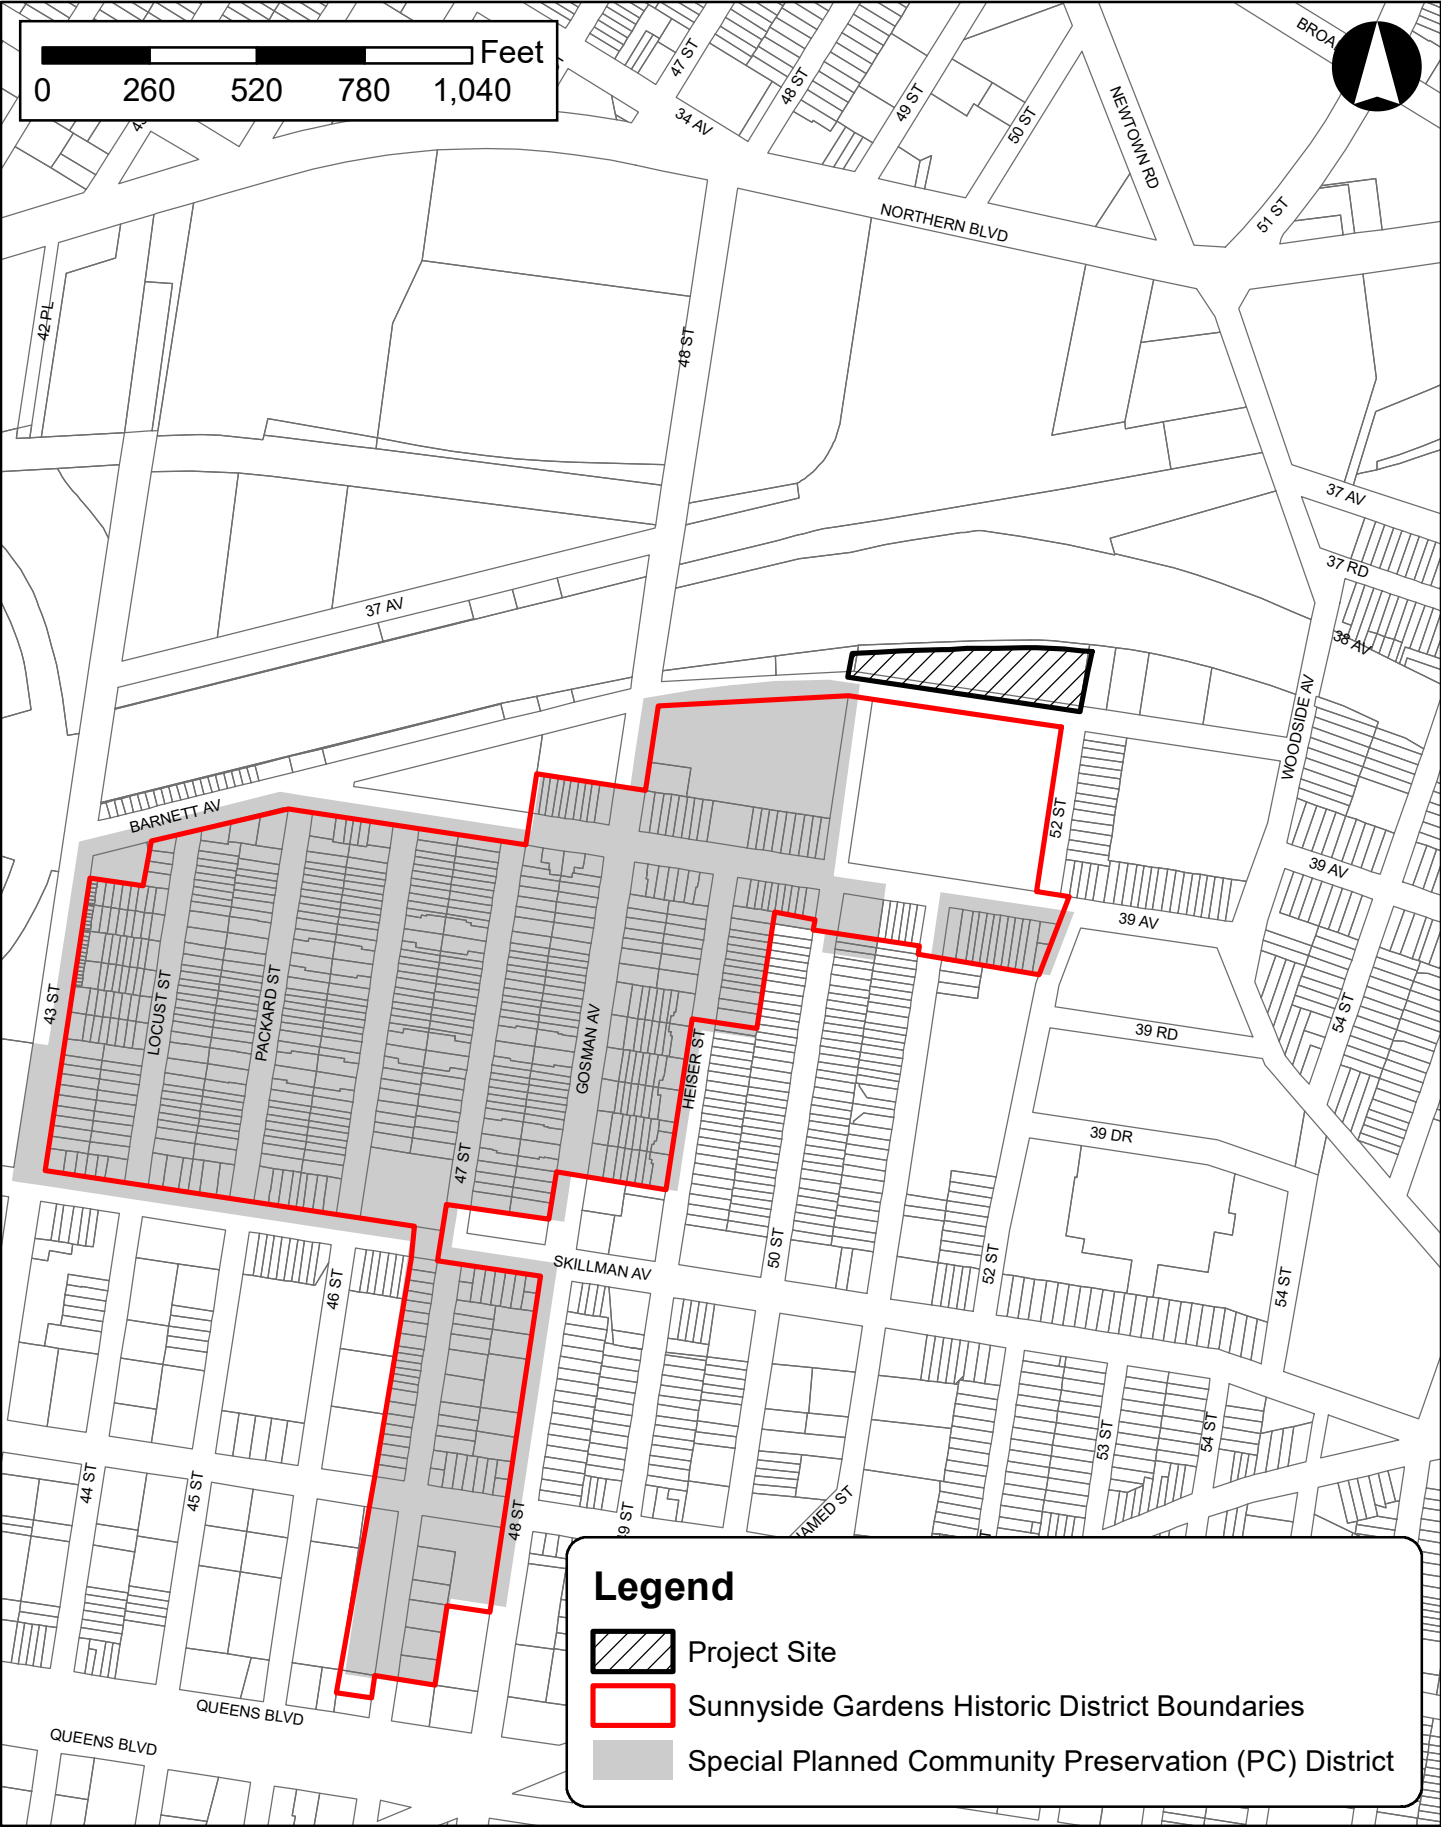 Feet
0 260 520 780 1,040
47 ST
48 ST
49 ST
50 ST
34 AV
NEWTOWN RD
51 ST
NORTHERN BLVD
42 PL
48 ST
37 AV
37 RD
38 AV
37 AV
WOODSIDE AV
BARNETT AV
52 ST
39 AV
39 AV
43 ST
LOCUST ST
PACKARD ST
GOSMAN AV
HEISER ST
54 ST
39 RD
39 DR
47 ST
50 ST
52 ST
54 ST
SKILLMAN AV
46 ST
44 ST
45 ST
48 ST
53 ST
54 ST
QUEENS BLVD
QUEENS BLVD
Legend
Project Site
Sunnyside Gardens Historic District Boundaries
Special Planned Community Preservation (PC) District